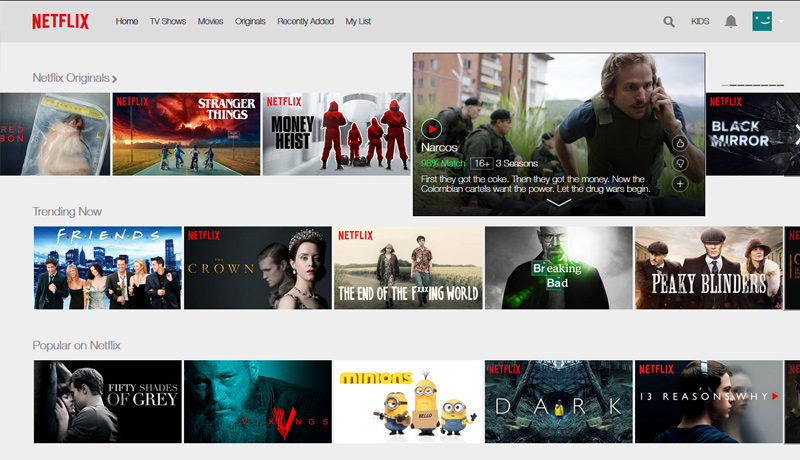 NETFLIX Home TV Shows Movies Originals Recently Added My List KIDS
Netflix Originals
RED
BON
NETFLIX
STRANGER
THINGS
NETFLIX
MONEY
HEIST
Narcos
98% Match 16+ 3 Seasons
First they got the coke. Then they got the money. Now the
Colombian cartels want the power. Let the drug wars begin.
NETFLIX
BLACK
MIRROR
Trending Now
F·R·I·E·N·D·S
NETFLIX
THE
CROWN
NETFLIX
THE END OF THE F***ING WORLD
Breaking
Bad
PEAKY BLINDERS
Popular on Netflix
FIFTY SHADES
OF GREY
VIKINGS
minions
HELLO
NETFLIX
DARK
NETFLIX
13 REASONS WHY